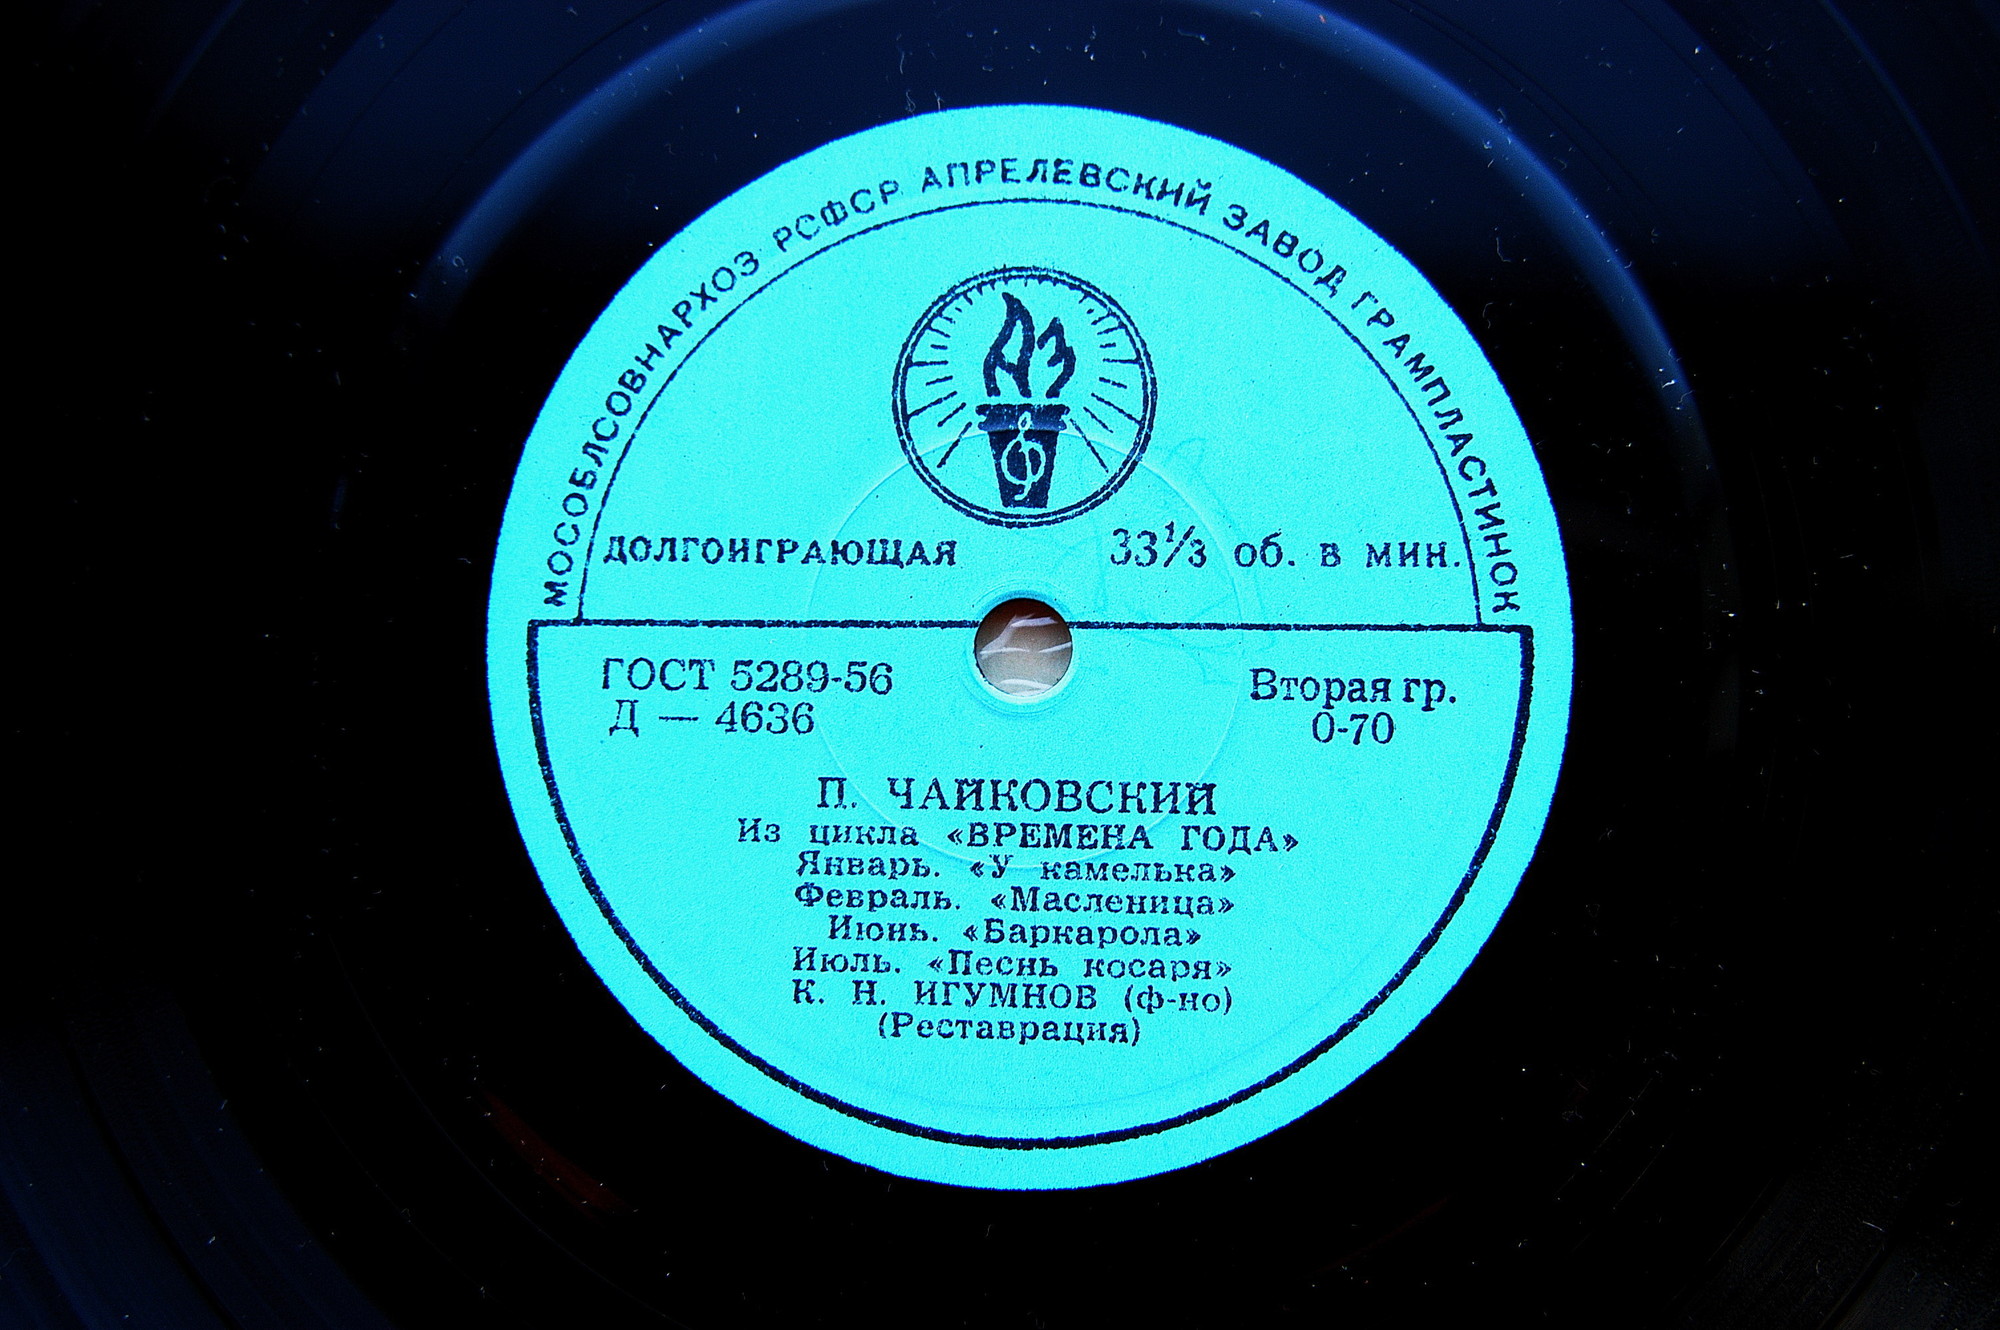 МОСОБЛСОВНАРХОЗ РСФСР АПРЕЛЕВСКИЙ ЗАВОД ГРАМПЛАСТИНОК
АЗ
ДОЛГОИГРАЮЩАЯ 33⅓ об. в мин.
ГОСТ 5289-56 Вторая гр.
Д — 4636 0-70
П. ЧАЙКОВСКИЙ
Из цикла «ВРЕМЕНА ГОДА»
Январь. «У камелька»
Февраль. «Масленица»
Июнь. «Баркарола»
Июль. «Песнь косаря»
К. Н. ИГУМНОВ (ф-но)
(Реставрация)